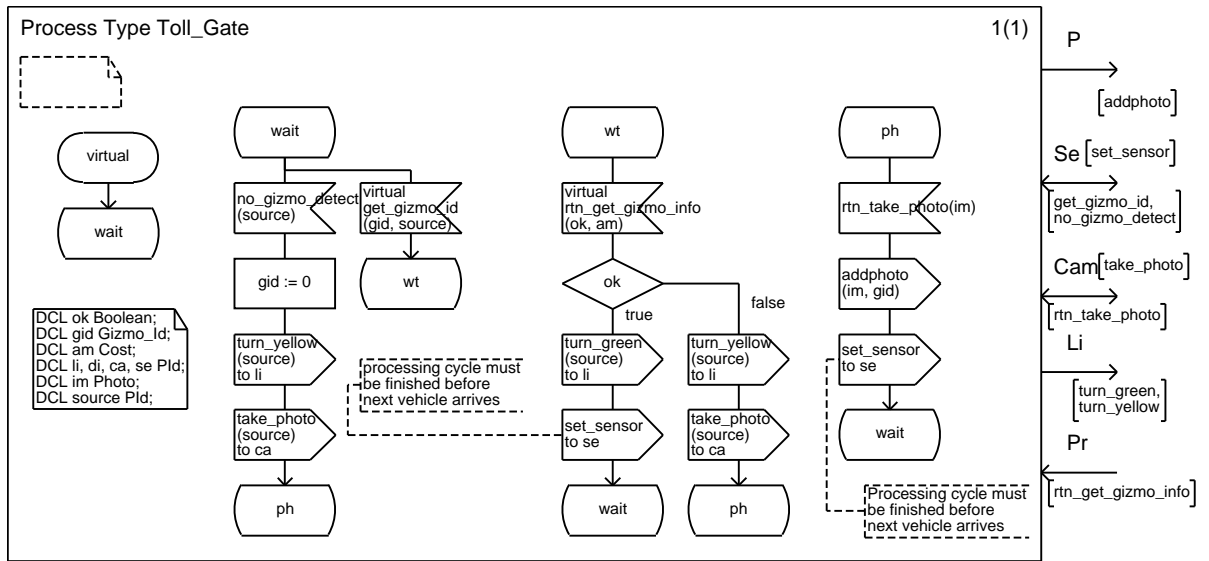 Process Type Toll_Gate
1(1)
virtual
wait
DCL ok Boolean;
DCL gid Gizmo_Id;
DCL am Cost;
DCL li, di, ca, se PId;
DCL im Photo;
DCL source PId;
wait
no_gizmo_detect
(source)
gid := 0
turn_yellow
(source)
to li
take_photo
(source)
to ca
ph
virtual
get_gizmo_id
(gid, source)
wt
processing cycle must
be finished before
next vehicle arrives
wt
virtual
rtn_get_gizmo_info
(ok, am)
ok
true
false
turn_green
(source)
to li
set_sensor
to se
wait
turn_yellow
(source)
to li
take_photo
(source)
to ca
ph
ph
rtn_take_photo(im)
addphoto
(im, gid)
set_sensor
to se
wait
Processing cycle must
be finished before
next vehicle arrives
P
addphoto
Se
set_sensor
get_gizmo_id,
no_gizmo_detect
Cam
take_photo
rtn_take_photo
Li
turn_green,
turn_yellow
Pr
rtn_get_gizmo_info